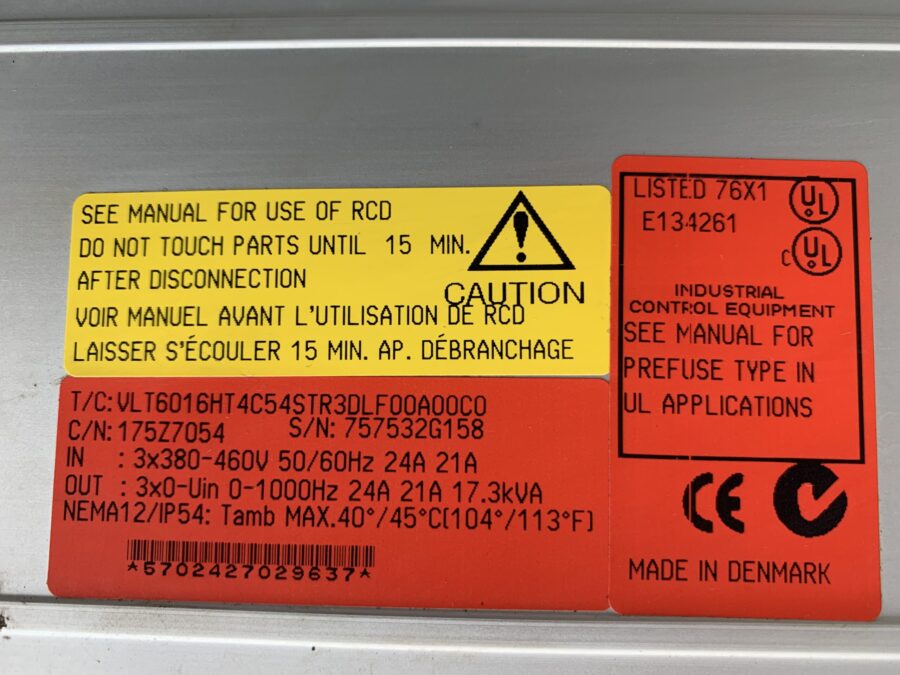 SEE MANUAL FOR USE OF RCD
DO NOT TOUCH PARTS UNTIL 15 MIN.
AFTER DISCONNECTION
CAUTION
VOIR MANUEL AVANT L'UTILISATION DE RCD
LAISSER S'ÉCOULER 15 MIN. AP. DÉBRANCHAGE
T/C: VLT6016HT4C54STR3DLF00A00C0
C/N: 175Z7054 S/N: 757532G158
IN : 3x380-460V 50/60Hz 24A 21A
OUT : 3x0-Uin 0-1000Hz 24A 21A 17.3kVA
NEMA12/IP54: Tamb MAX.40°/45°C(104°/113°F)
*5702427029637*
LISTED 76X1 UL
E134261
C UL
INDUSTRIAL
CONTROL EQUIPMENT
SEE MANUAL FOR
PREFUSE TYPE IN
UL APPLICATIONS
CE
MADE IN DENMARK